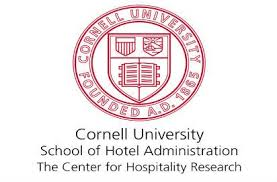 CORNELL UNIVERSITY
FOUNDED A.D. 1865
Cornell University
School of Hotel Administration
The Center for Hospitality Research